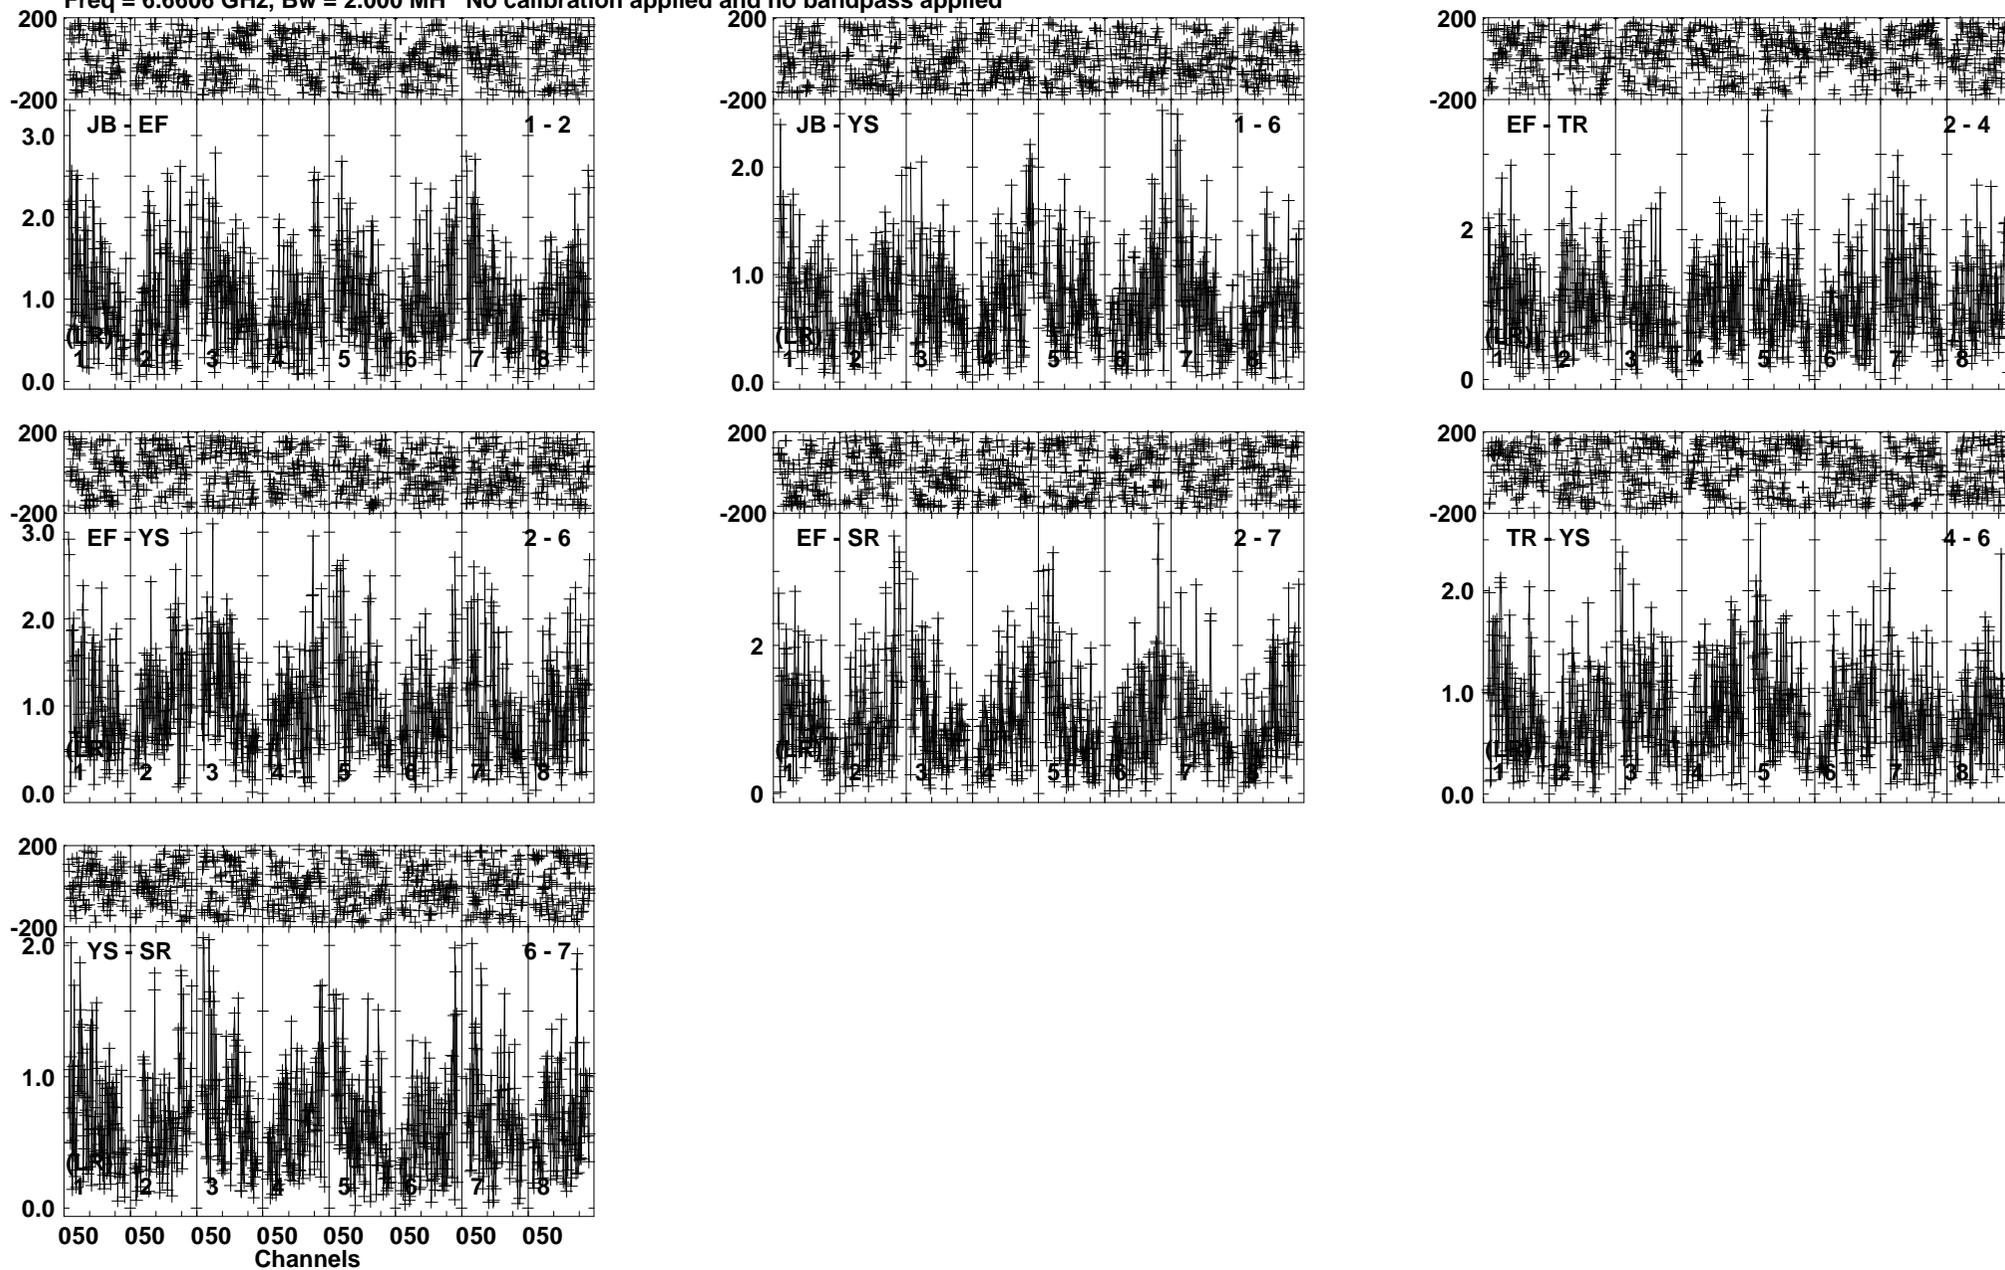 Freq = 6.6606 GHz, Bw = 2.000 MH No calibration applied and no bandpass applied
200
-200
JB - EF 1 - 2
3.0
2.0
1.0
0.0
(LR)
1 2 3 4 5 6 7 8
200
-200
JB - YS 1 - 6
2.0
1.0
0.0
(LR)
1 2 3 4 5 6 7 8
200
-200
EF - TR 2 - 4
2
0
(LR)
1 2 3 4 5 6 7 8
200
-200
EF - YS 2 - 6
3.0
2.0
1.0
0.0
(LR)
1 2 3 4 5 6 7 8
200
-200
EF - SR 2 - 7
2
0
(LR)
1 2 3 4 5 6 7 8
200
-200
TR - YS 4 - 6
2.0
1.0
0.0
(LR)
1 2 3 4 5 6 7 8
200
-200
YS - SR 6 - 7
2.0
1.0
0.0
(LR)
1 2 3 4 5 6 7 8
050 050 050 050 050 050 050 050
Channels